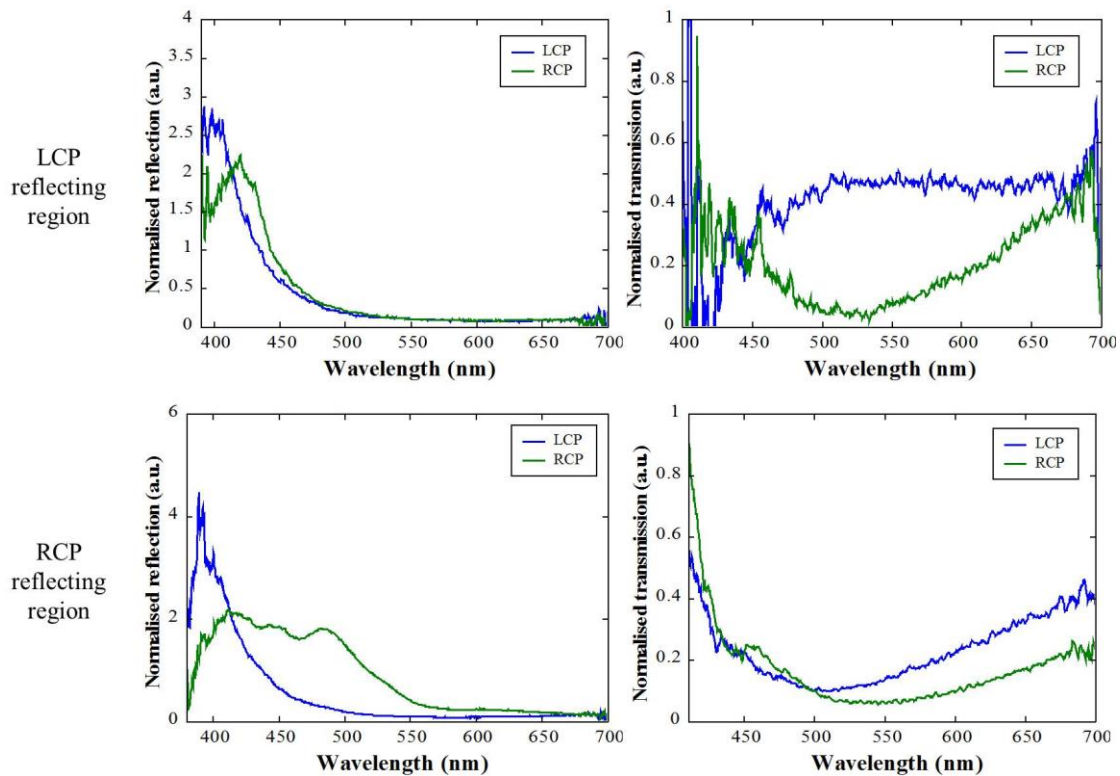 LCP
reflecting
region
Normalised reflection (a.u.)
4
3.5
3
2.5
2
1.5
1
0.5
0
400 450 500 550 600 650 700
Wavelength (nm)
LCP
RCP
Normalised transmission (a.u.)
1
0.8
0.6
0.4
0.2
0
400 450 500 550 600 650 700
Wavelength (nm)
LCP
RCP
RCP
reflecting
region
Normalised reflection (a.u.)
6
4
2
0
400 450 500 550 600 650 700
Wavelength (nm)
LCP
RCP
Normalised transmission (a.u.)
1
0.8
0.6
0.4
0.2
0
450 500 550 600 650 700
Wavelength (nm)
LCP
RCP